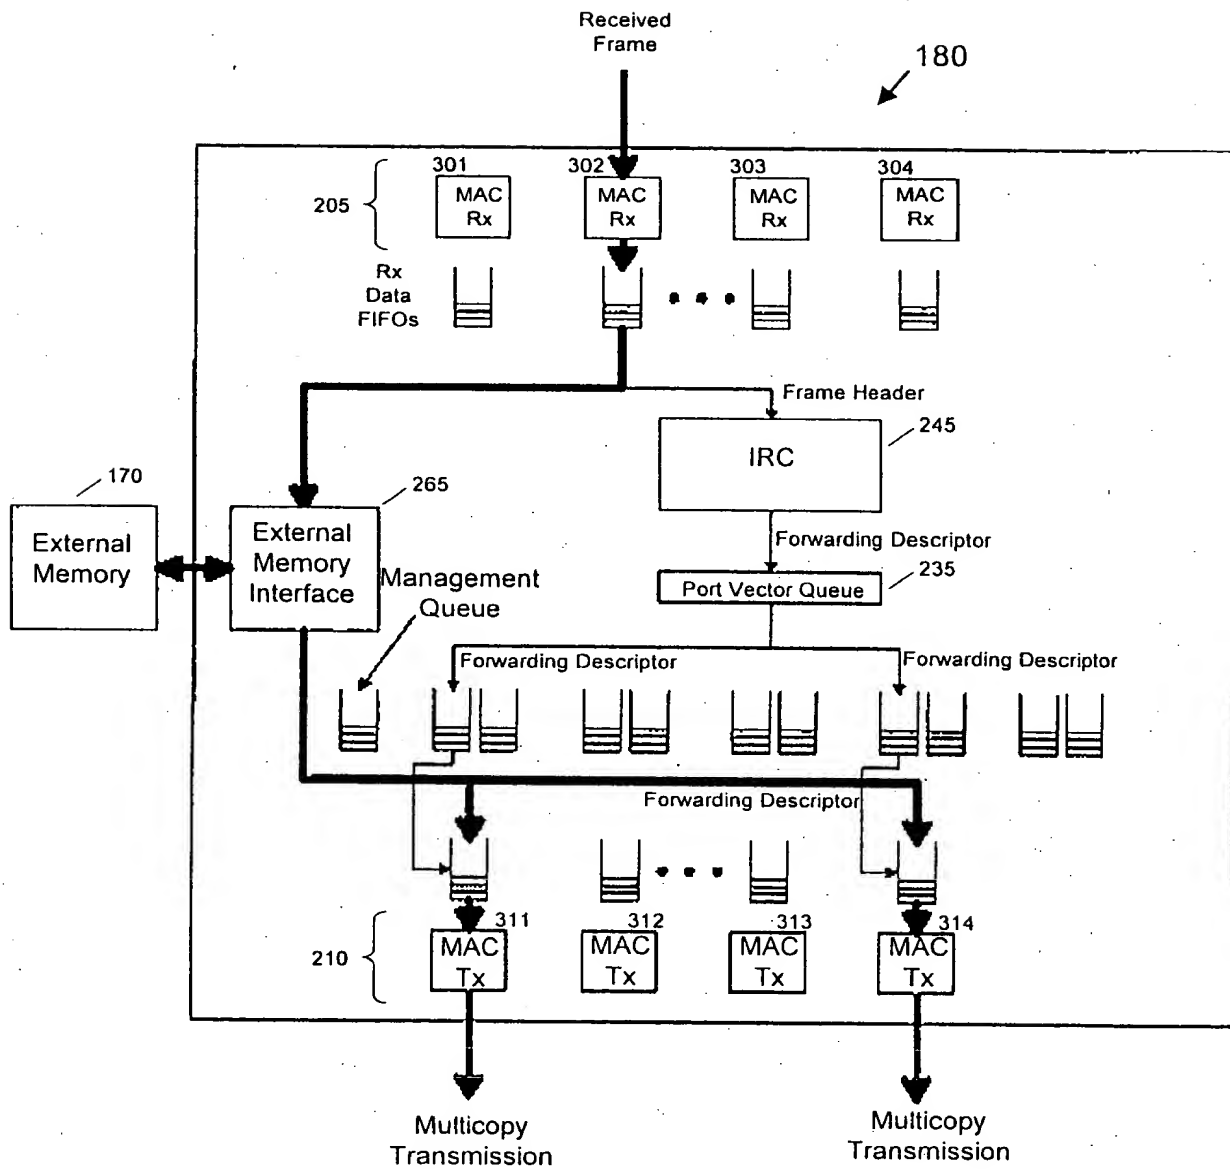 Received
Frame
180
301
302
303
304
MAC
Rx
MAC
Rx
MAC
Rx
MAC
Rx
205
Rx
Data
FIFOs
Frame Header
245
IRC
170
265
External
Memory
External
Memory
Interface
Forwarding Descriptor
235
Port Vector Queue
Management
Queue
Forwarding Descriptor
Forwarding Descriptor
Forwarding Descriptor
311
312
313
314
210
MAC
Tx
MAC
Tx
MAC
Tx
MAC
Tx
Multicopy
Transmission
Multicopy
Transmission